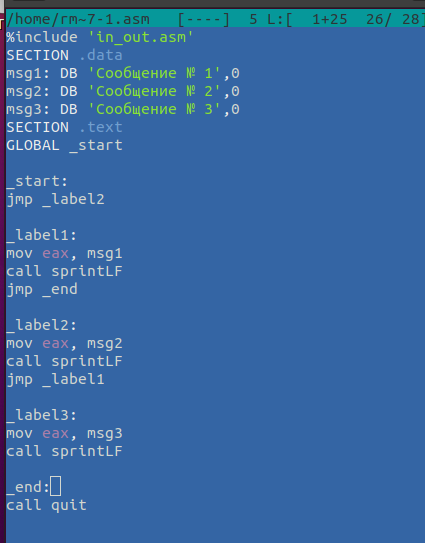 /home/гм~7-1.asm [----] 5 L:[ 1+25 26/ 28]
%include 'in_out.asm'
SECTION .data
msg1: DB 'Сообщение № 1',0
msg2: DB 'Сообщение № 2',0
msg3: DB 'Сообщение № 3',0
SECTION .text
GLOBAL _start
_start:
jmp _label2
_label1:
mov eax, msg1
call sprintLF
jmp _end
_label2:
mov eax, msg2
call sprintLF
jmp _label1
_label3:
mov eax, msg3
call sprintLF
_end:
call quit